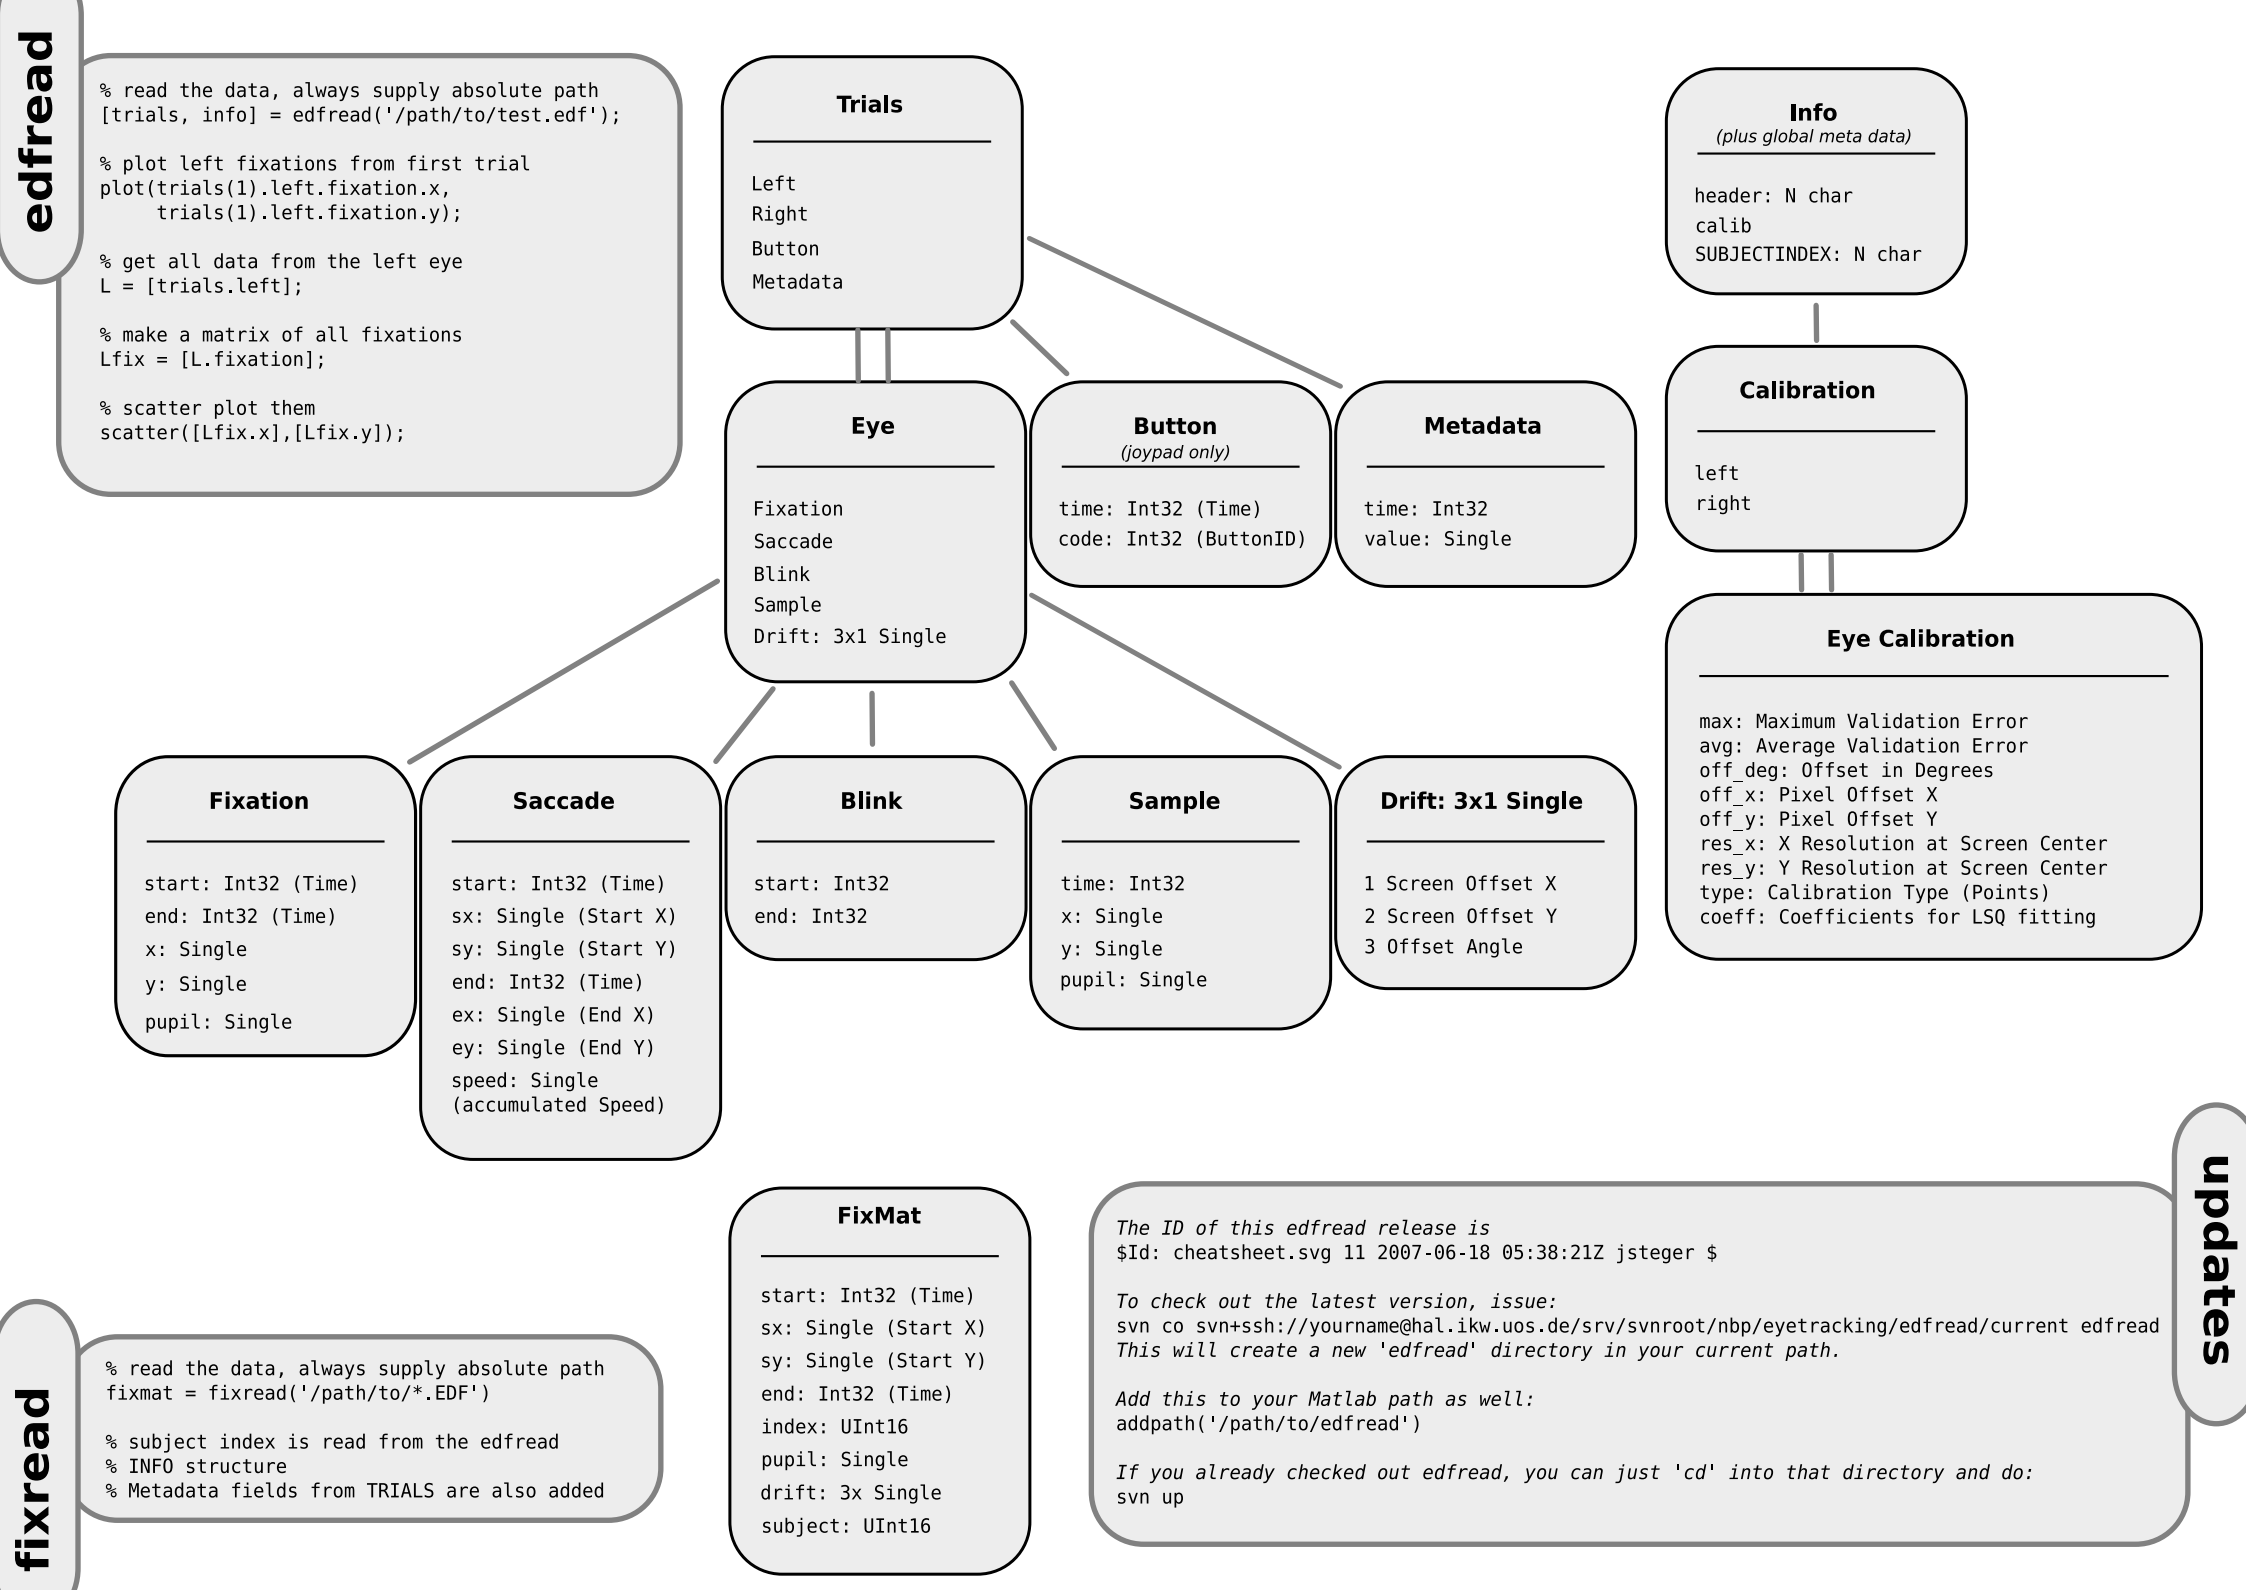 edfread
% read the data, always supply absolute path
[trials, info] = edfread('/path/to/test.edf');
% plot left fixations from first trial
plot(trials(1).left.fixation.x,
     trials(1).left.fixation.y);
% get all data from the left eye
L = [trials.left];
% make a matrix of all fixations
Lfix = [L.fixation];
% scatter plot them
scatter([Lfix.x],[Lfix.y]);
Trials
Left
Right
Button
Metadata
Info
(plus global meta data)
header: N char
calib
SUBJECTINDEX: N char
Eye
Fixation
Saccade
Blink
Sample
Drift: 3x1 Single
Button
(joypad only)
time: Int32 (Time)
code: Int32 (ButtonID)
Metadata
time: Int32
value: Single
Calibration
left
right
Eye Calibration
max: Maximum Validation Error
avg: Average Validation Error
off_deg: Offset in Degrees
off_x: Pixel Offset X
off_y: Pixel Offset Y
res_x: X Resolution at Screen Center
res_y: Y Resolution at Screen Center
type: Calibration Type (Points)
coeff: Coefficients for LSQ fitting
Fixation
start: Int32 (Time)
end: Int32 (Time)
x: Single
y: Single
pupil: Single
Saccade
start: Int32 (Time)
sx: Single (Start X)
sy: Single (Start Y)
end: Int32 (Time)
ex: Single (End X)
ey: Single (End Y)
speed: Single
(accumulated Speed)
Blink
start: Int32
end: Int32
Sample
time: Int32
x: Single
y: Single
pupil: Single
Drift: 3x1 Single
1 Screen Offset X
2 Screen Offset Y
3 Offset Angle
fixread
% read the data, always supply absolute path
fixmat = fixread('/path/to/*.EDF')
% subject index is read from the edfread
% INFO structure
% Metadata fields from TRIALS are also added
FixMat
start: Int32 (Time)
sx: Single (Start X)
sy: Single (Start Y)
end: Int32 (Time)
index: UInt16
pupil: Single
drift: 3x Single
subject: UInt16
updates
The ID of this edfread release is
$Id: cheatsheet.svg 11 2007-06-18 05:38:21Z jsteger $
To check out the latest version, issue:
svn co svn+ssh://yourname@hal.ikw.uos.de/srv/svnroot/nbp/eyetracking/edfread/current edfread
This will create a new 'edfread' directory in your current path.
Add this to your Matlab path as well:
addpath('/path/to/edfread')
If you already checked out edfread, you can just 'cd' into that directory and do:
svn up